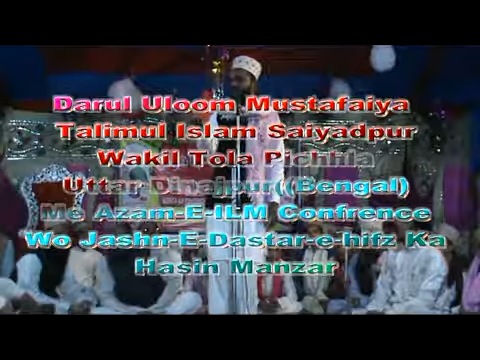 Darul Uloom Mustafaiya
Talimul Islam Saiyadpur
Wakil Tola Pichhla
Uttar Dinajpur((Bengal)
Me Azam-E-ILM Confrence
Wo Jashn-E-Dastar-e-hifz Ka
Hasin Manzar